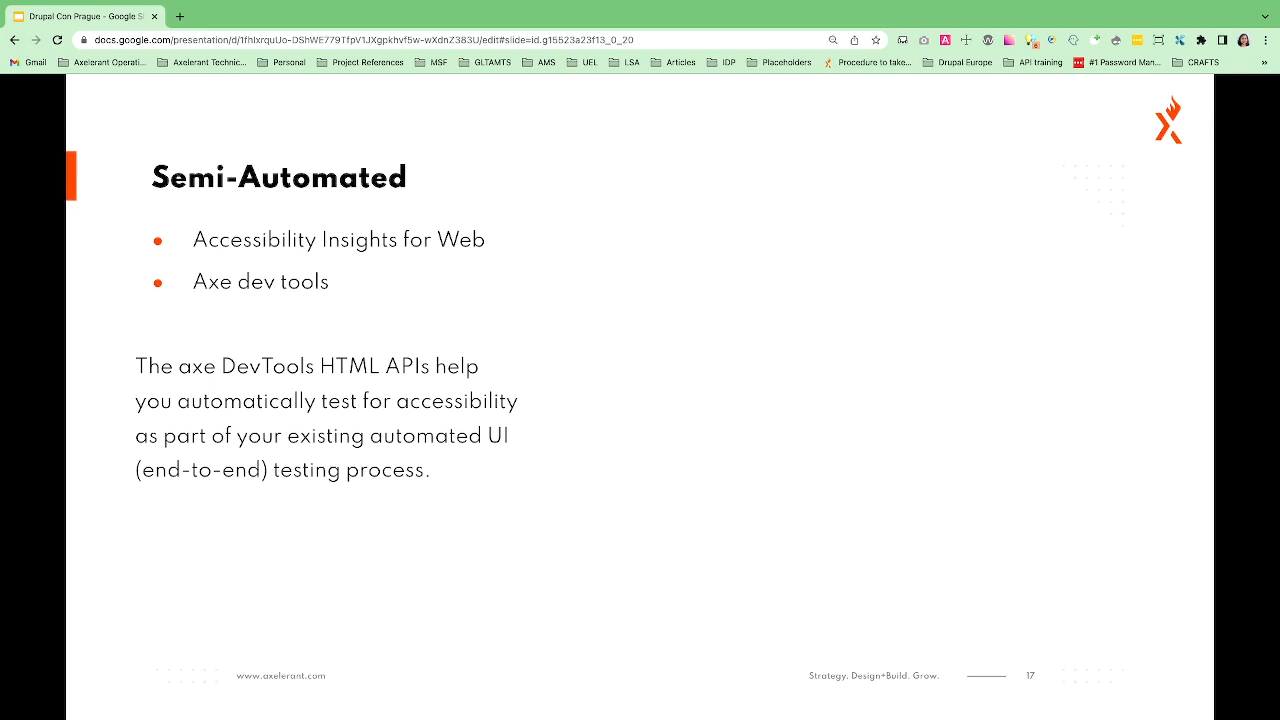 Drupal Con Prague - Google Sl
docs.google.com/presentation/d/1fhIxrquUo-DShWE779TfpV1JXgpkhvf5w-wXdnZ383U/edit#slide=id.g15523a23f13_0_20
Gmail Axelerant Operati... Axelerant Technic... Personal Project References MSF GLTAMTS AMS UEL LSA Articles IDP Placeholders Procedure to take... Drupal Europe API training #1 Password Man... CRAFTS »
Semi-Automated
● Accessibility Insights for Web
● Axe dev tools
The axe DevTools HTML APIs help
you automatically test for accessibility
as part of your existing automated UI
(end-to-end) testing process.
www.axelerant.com Strategy. Design+Build. Grow. 17